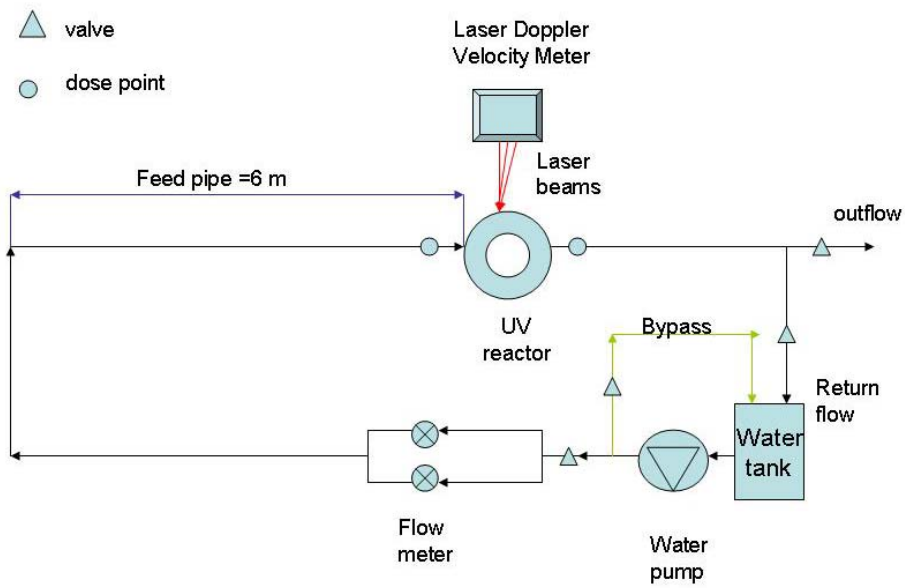 valve
dose point
Laser Doppler
Velocity Meter
Laser
beams
Feed pipe =6 m
outflow
UV
reactor
Bypass
Return
flow
Water
tank
Flow
meter
Water
pump